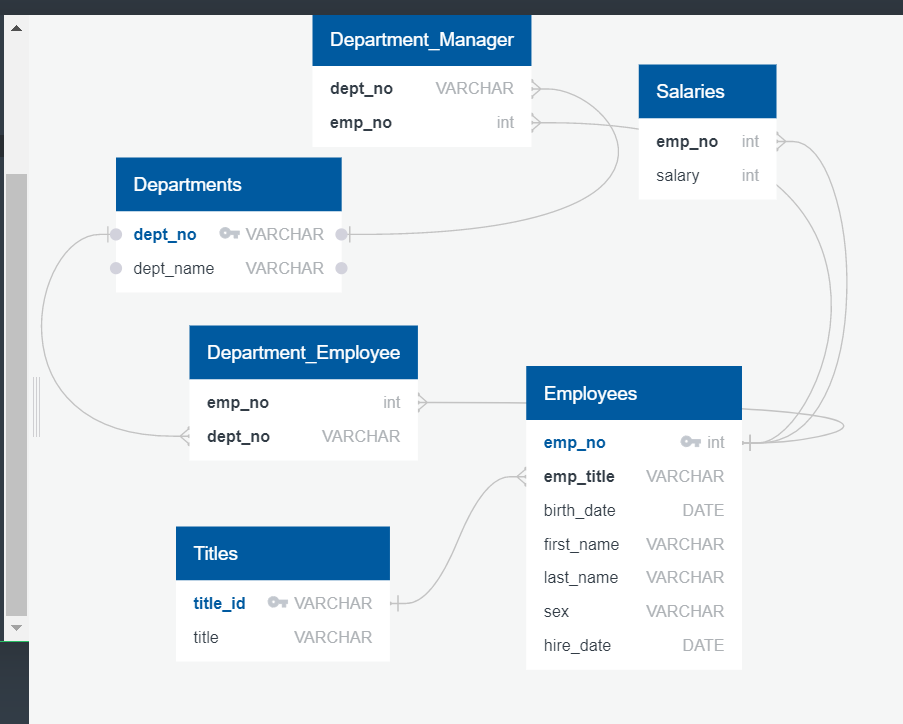 Department_Manager
dept_no VARCHAR
emp_no int
Salaries
emp_no int
salary int
Departments
dept_no VARCHAR
dept_name VARCHAR
Department_Employee
emp_no int
dept_no VARCHAR
Employees
emp_no int
emp_title VARCHAR
birth_date DATE
first_name VARCHAR
last_name VARCHAR
sex VARCHAR
hire_date DATE
Titles
title_id VARCHAR
title VARCHAR